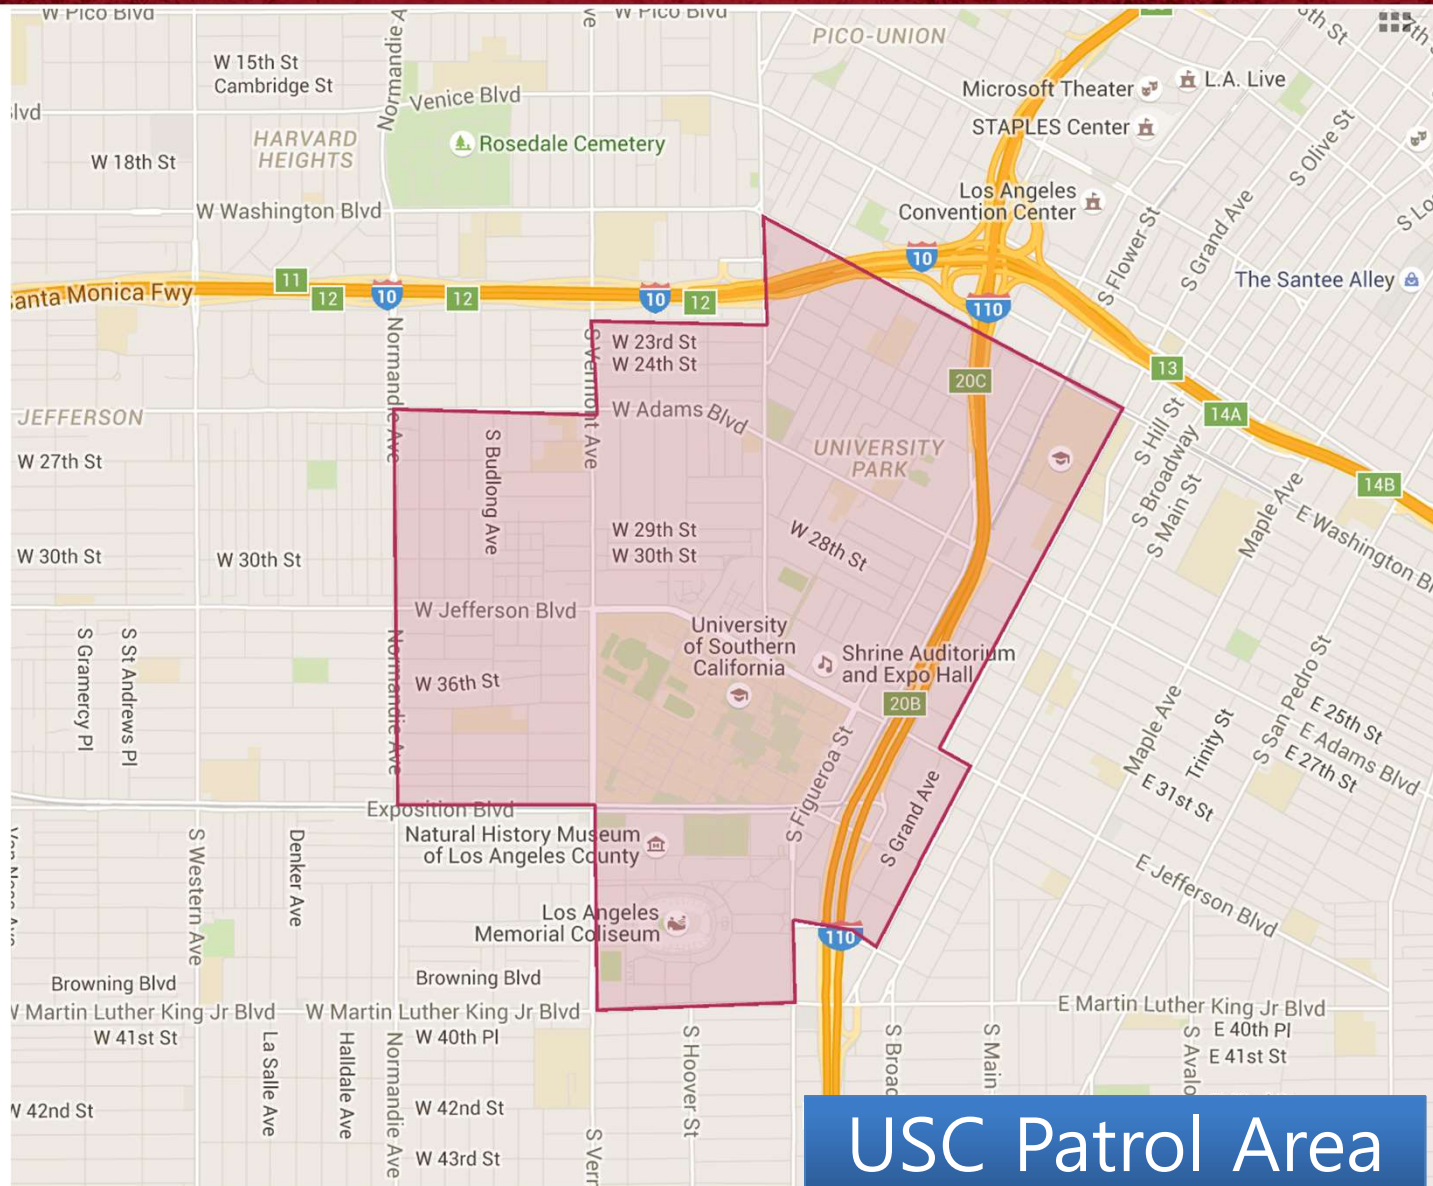 W Pico Blvd
W Pico Blvd
8th St
PICO-UNION
W 15th St
Cambridge St
Normandie A
Venice Blvd
Microsoft Theater
L.A. Live
STAPLES Center
HARVARD
HEIGHTS
Rosedale Cemetery
W 18th St
S Olive St
Los Angeles
Convention Center
W Washington Blvd
S Flower St
S Grand Ave
S Lo
10
The Santee Alley
11
12
10
12
10
12
110
Santa Monica Fwy
Normandie Ave
S Vermont Ave
W 23rd St
W 24th St
20C
13
JEFFERSON
W Adams Blvd
14A
UNIVERSITY
PARK
S Hill St
S Broadway
S Main St
W 27th St
S Budlong Ave
14B
Maple Ave
E Washington Bl
W 29th St
W 30th St
W 28th St
W 30th St
W 30th St
W Jefferson Blvd
University
of Southern
California
Shrine Auditorium
and Expo Hall
S Gramercy Pl
S St Andrews Pl
Normandie Ave
W 36th St
20B
Maple Ave
Trinity St
S San Pedro St
E 25th St
E Adams Blvd
E 27th St
E 31st St
S Figueroa St
S Grand Ave
Exposition Blvd
Natural History Museum
of Los Angeles County
S Western Ave
Denker Ave
E Jefferson Blvd
Los Angeles
Memorial Coliseum
110
Browning Blvd
Browning Blvd
W Martin Luther King Jr Blvd
W Martin Luther King Jr Blvd
E Martin Luther King Jr Blvd
W 41st St
W 40th Pl
E 40th Pl
E 41st St
La Salle Ave
Halldale Ave
Normandie Ave
S Hoover St
S Broad
S Main
S Avalo
W 42nd St
W 42nd St
W 43rd St
S Verr
USC Patrol Area